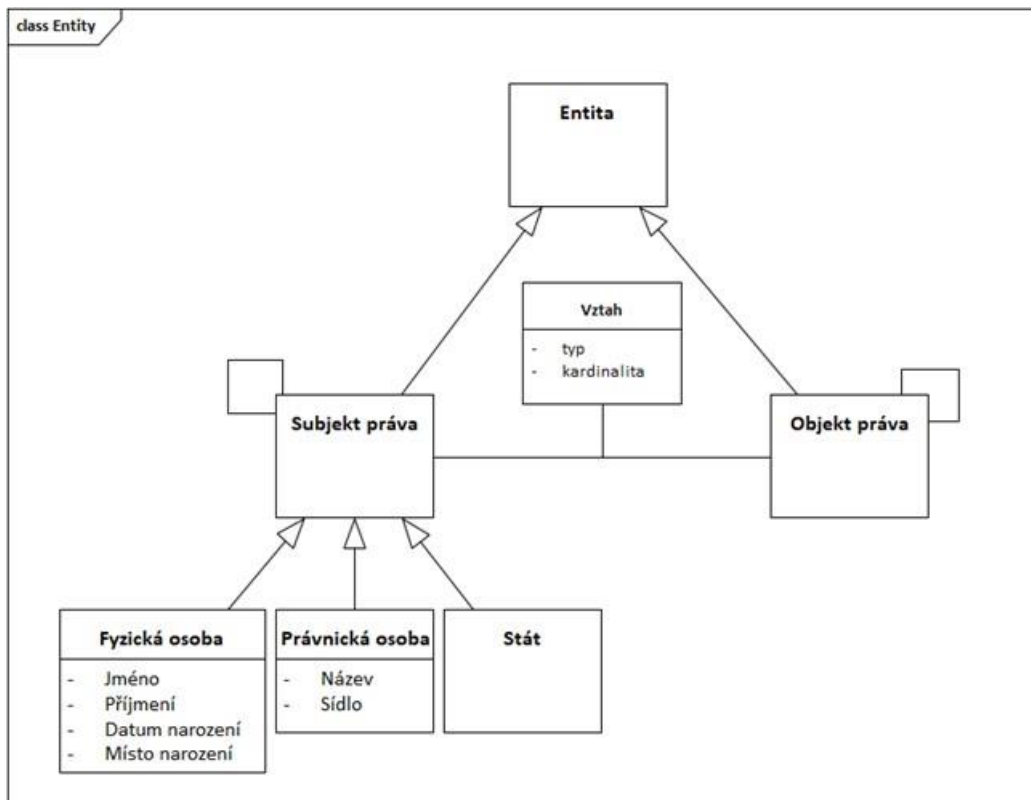 class Entity
Entita
Vztah
- typ
- kardinalita
Subjekt práva
Objekt práva
Fyzická osoba
- Jméno
- Příjmení
- Datum narození
- Místo narození
Právnická osoba
- Název
- Sídlo
Stát